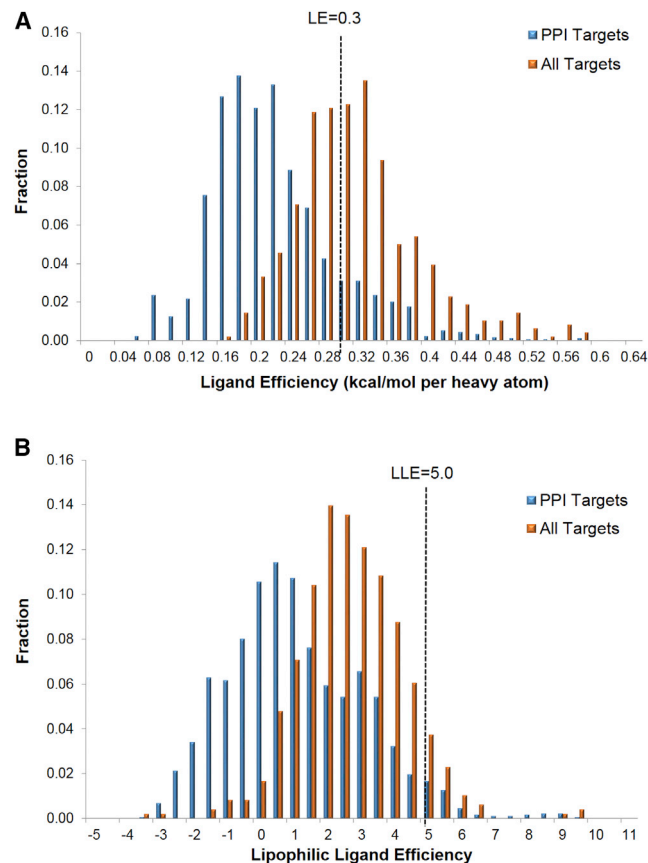 A
LE=0.3
0.16
PPI Targets
0.14
All Targets
0.12
0.10
0.08
0.06
0.04
0.02
0.00
Fraction
0 0.04 0.08 0.12 0.16 0.2 0.24 0.28 0.32 0.36 0.4 0.44 0.48 0.52 0.56 0.6 0.64
Ligand Efficiency (kcal/mol per heavy atom)
B
0.16
LLE=5.0
0.14
PPI Targets
All Targets
0.12
0.10
0.08
0.06
0.04
0.02
0.00
Fraction
-5 -4 -3 -2 -1 0 1 2 3 4 5 6 7 8 9 10 11
Lipophilic Ligand Efficiency